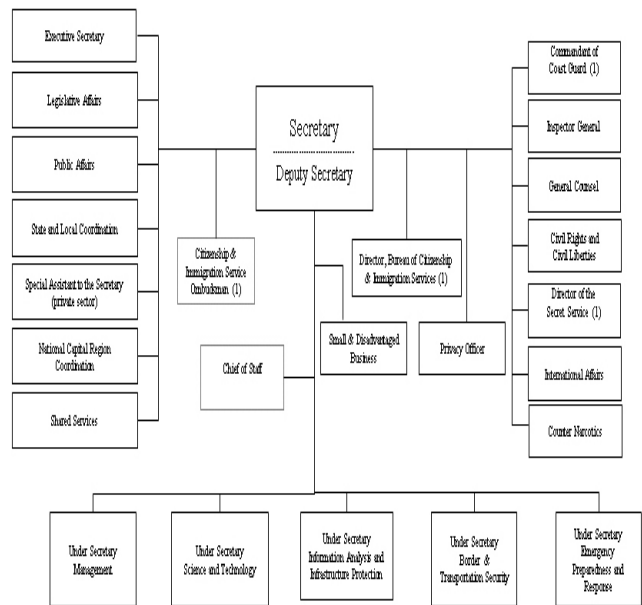 Executive Secretary
Legislative Affairs
Public Affairs
State and Local Coordination
Special Assistant to the Secretary
(private sector)
National Capital Region
Coordination
Shared Services
Secretary
Deputy Secretary
Citizenship &
Immigration Service
Ombudsman (1)
Director, Bureau of Citizenship
& Immigration Services (1)
Small & Disadvantaged
Business
Privacy Officer
Chief of Staff
Commandant of
Coast Guard (1)
Inspector General
General Counsel
Civil Rights and
Civil Liberties
Director of the
Secret Service (1)
International Affairs
Counter Narcotics
Under Secretary
Management
Under Secretary
Science and Technology
Under Secretary
Information Analysis and
Infrastructure Protection
Under Secretary
Border &
Transportation Security
Under Secretary
Emergency
Preparedness and
Response